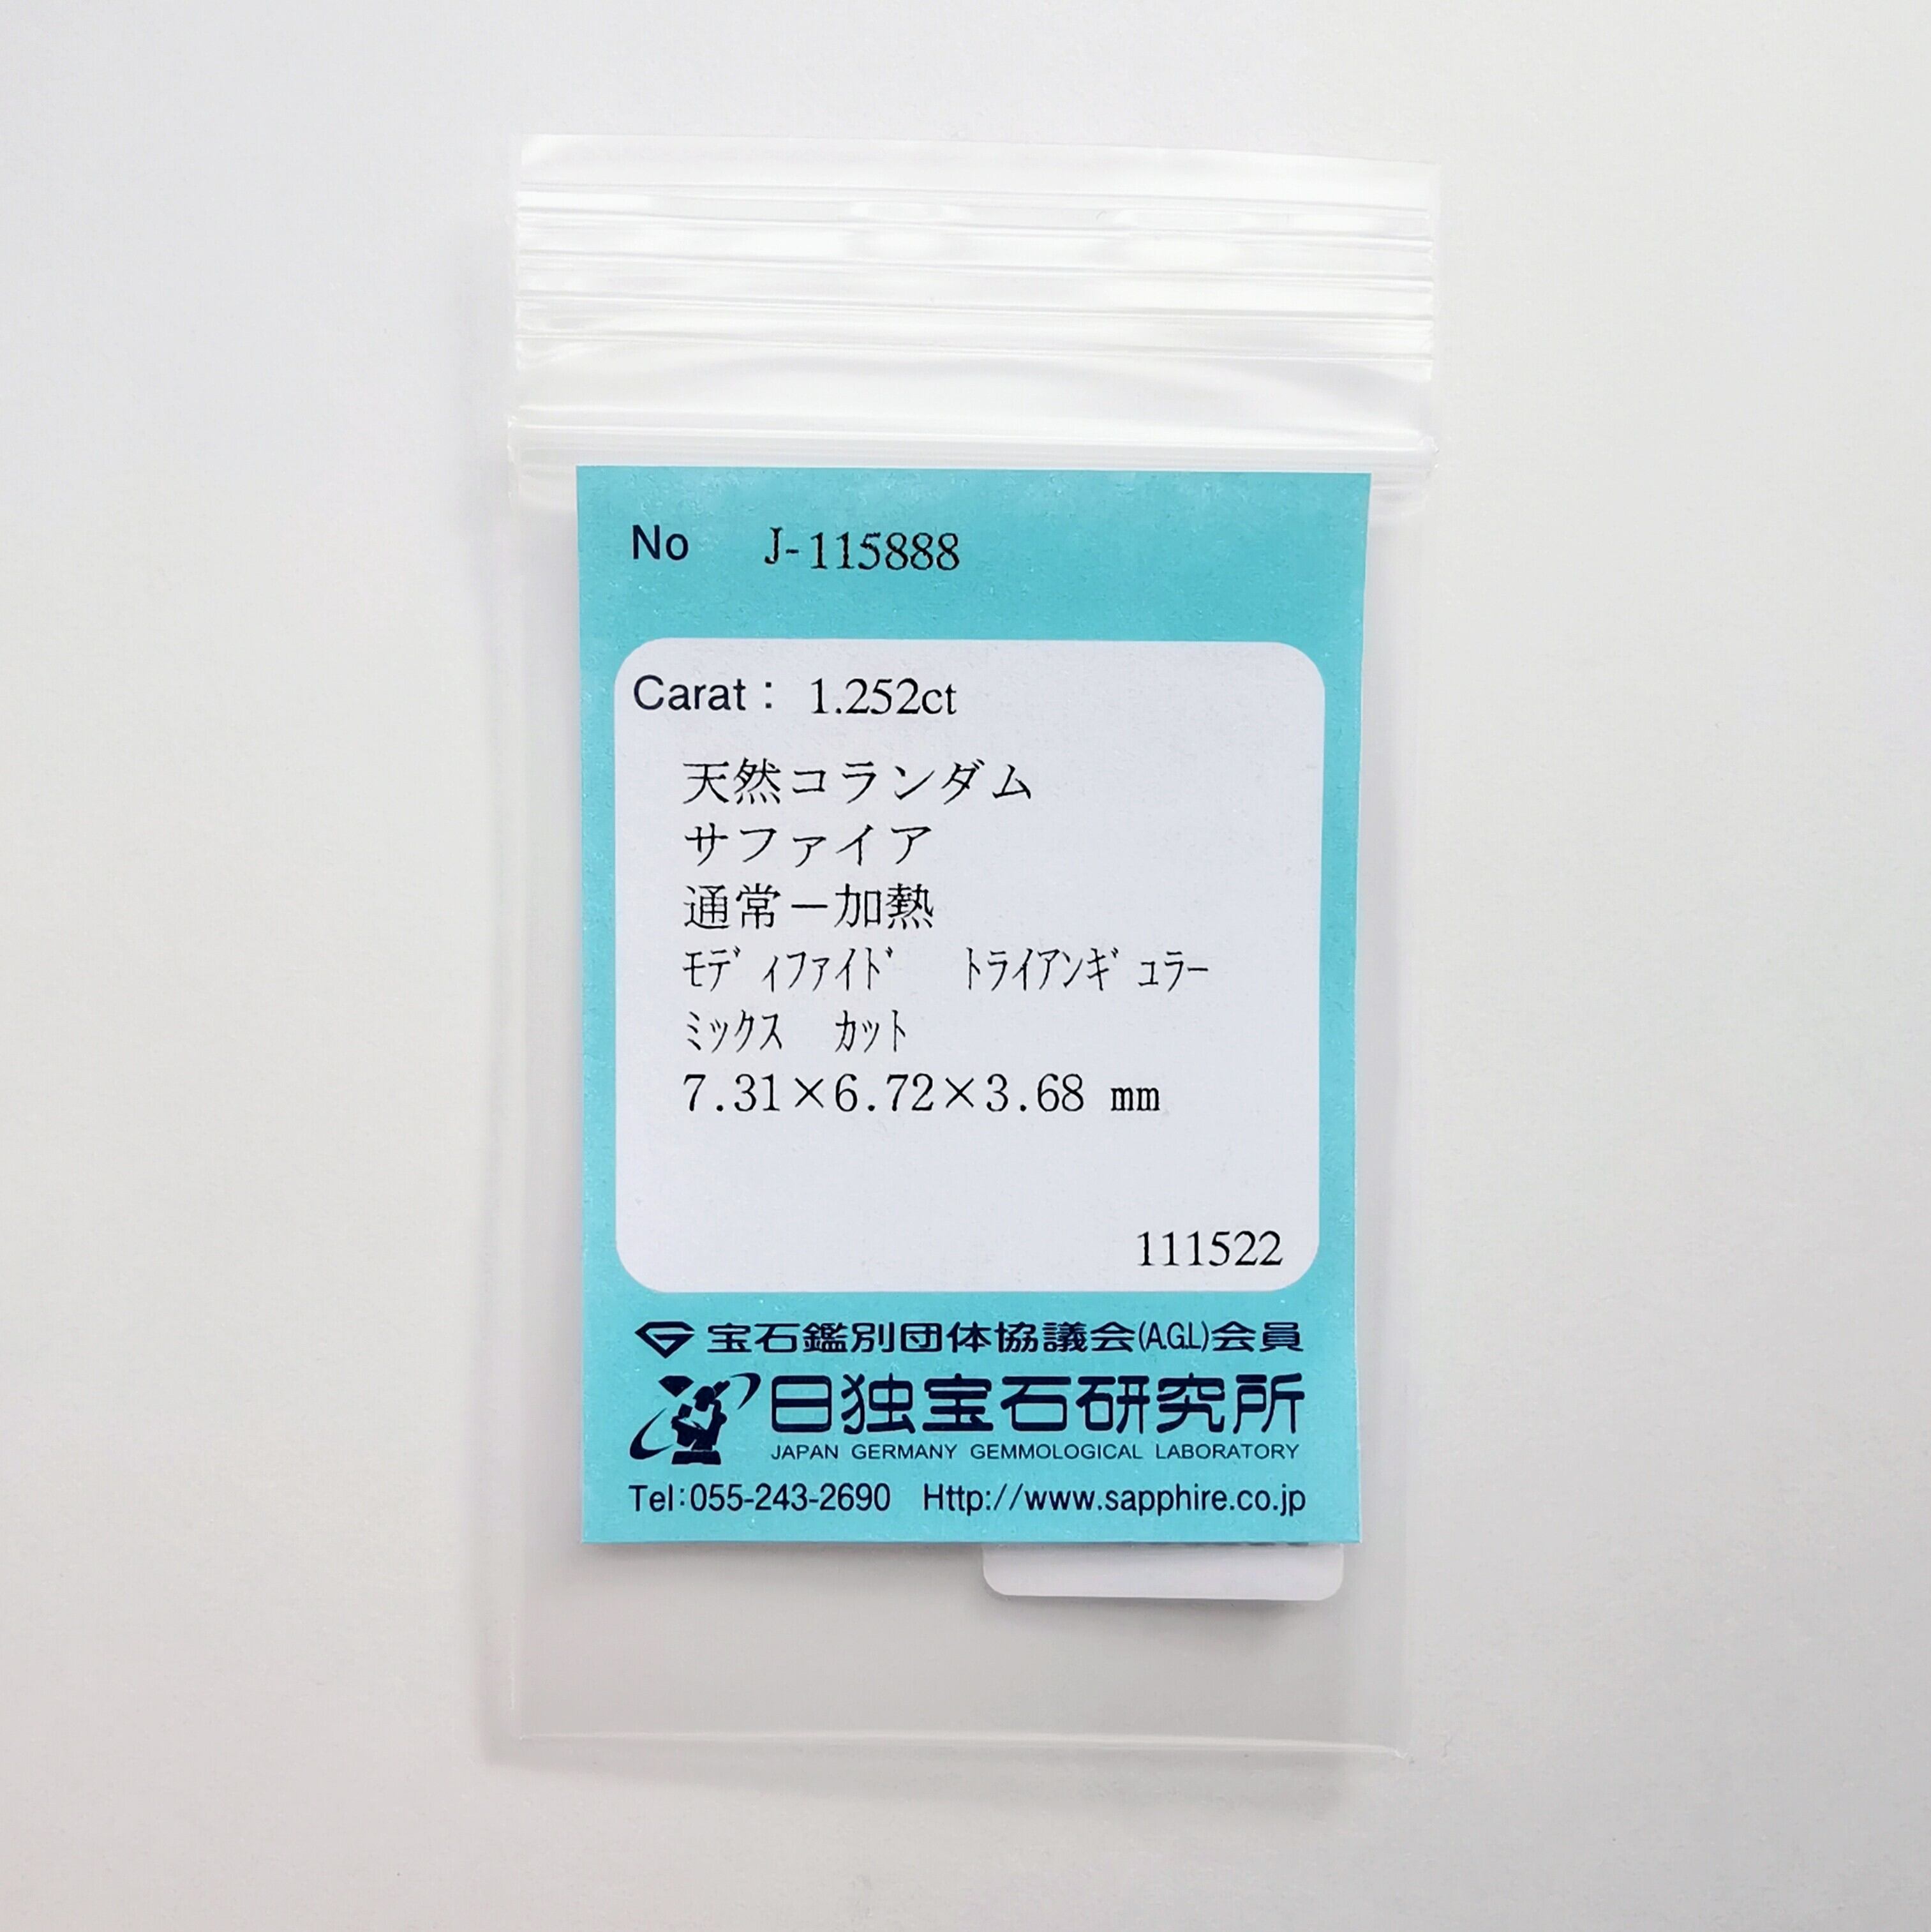 No J-115888
Carat： 1.252ct
天然コランダム
サファイア
通常－加熱
ﾓﾃﾞｨﾌｧｲﾄﾞ ﾄﾗｲｱﾝｷﾞｭﾗｰ
ﾐｯｸｽ ｶｯﾄ
7.31×6.72×3.68 mm
111522
宝石鑑別団体協議会(A.G.L)会員
日独宝石研究所
JAPAN GERMANY GEMMOLOGICAL LABORATORY
Tel:055-243-2690 Http://www.sapphire.co.jp